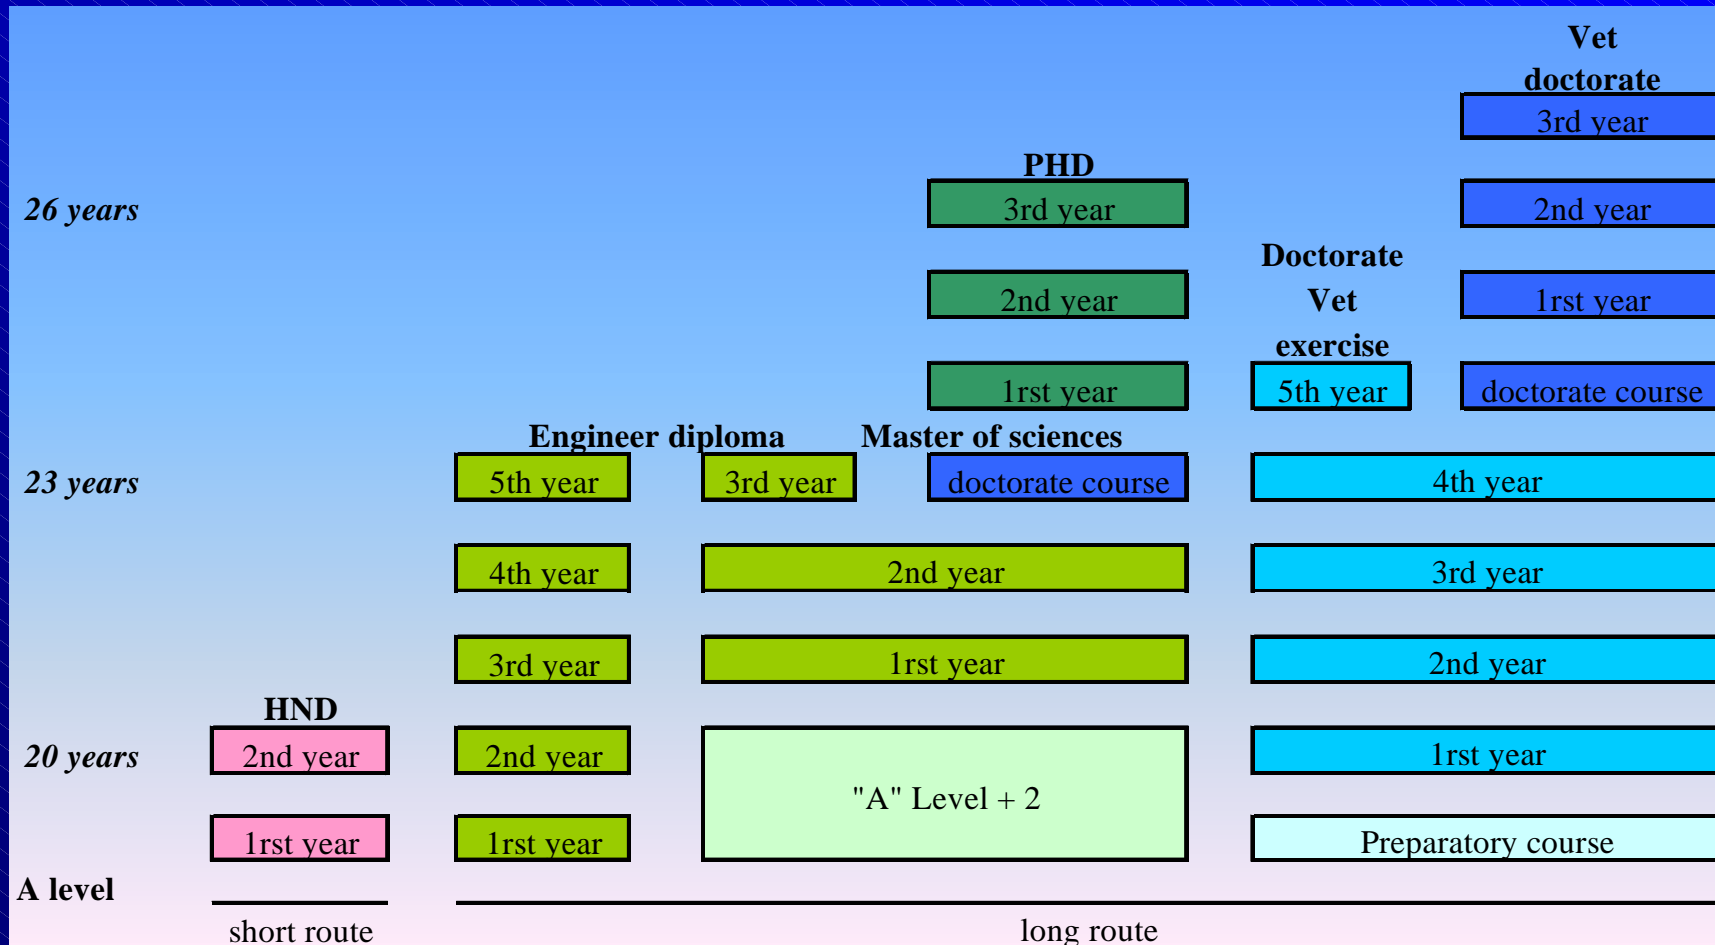 Vet
doctorate
3rd year
PHD
26 years
3rd year
2nd year
Doctorate
Vet
exercise
2nd year
1rst year
1rst year
5th year
doctorate course
Engineer diploma
Master of sciences
23 years
5th year
3rd year
doctorate course
4th year
4th year
2nd year
3rd year
3rd year
1rst year
2nd year
HND
20 years
2nd year
2nd year
"A" Level + 2
1rst year
1rst year
1rst year
Preparatory course
A level
short route
long route